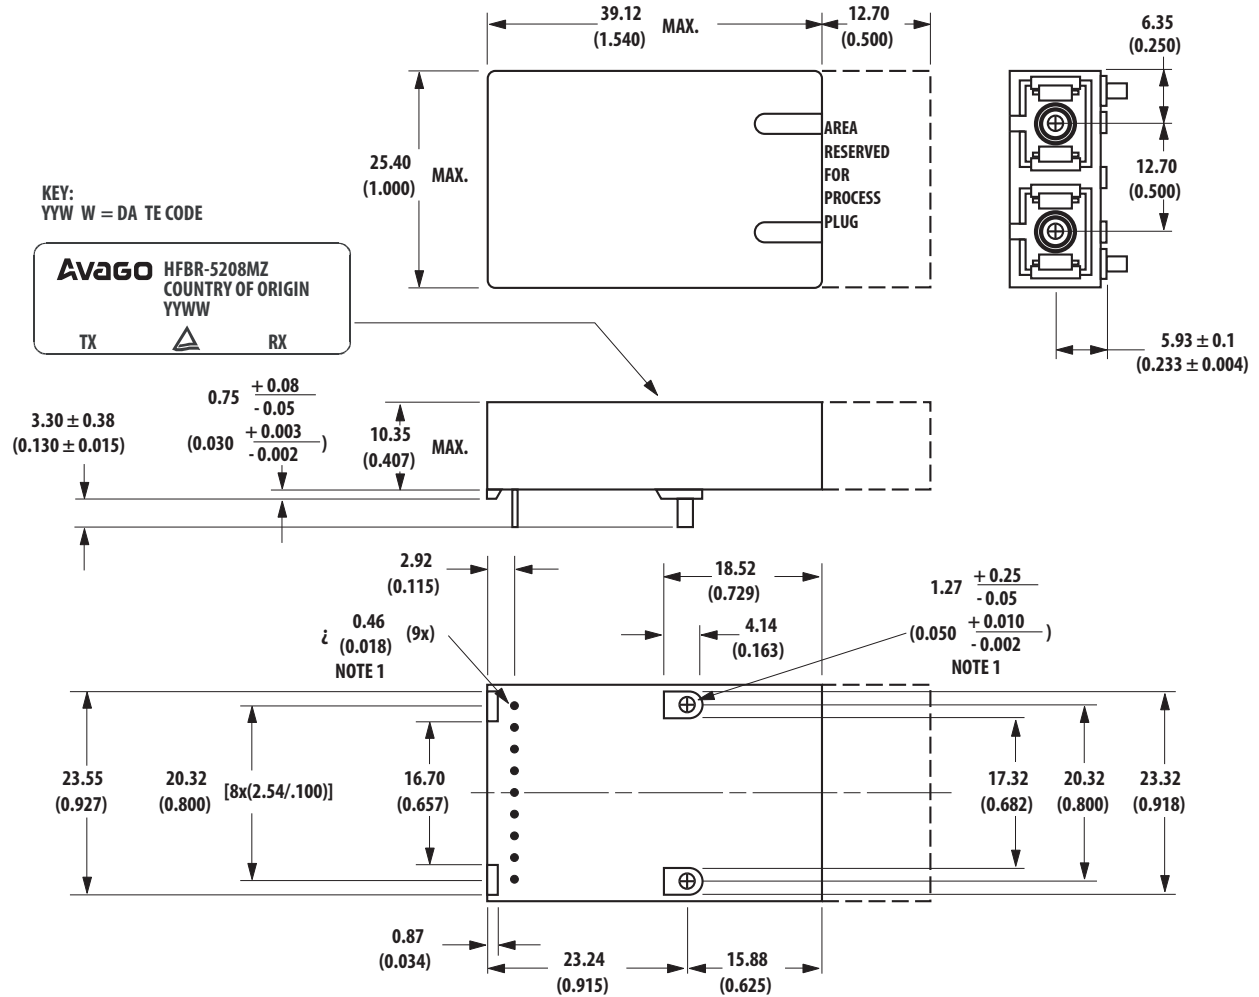 39.12
(1.540)
MAX.
12.70
(0.500)
6.35
(0.250)
25.40
(1.000)
MAX.
AREA
RESERVED
FOR
PROCESS
PLUG
12.70
(0.500)
KEY:
YYW W = DA TE CODE
AVAGO
HFBR-5208MZ
COUNTRY OF ORIGIN
YYWW
TX
RX
5.93 ± 0.1
(0.233 ± 0.004)
3.30 ± 0.38
(0.130 ± 0.015)
0.75 + 0.08
- 0.05
(0.030 + 0.003
- 0.002 )
10.35
(0.407)
MAX.
2.92
(0.115)
18.52
(0.729)
1.27 + 0.25
- 0.05
(0.050 + 0.010
- 0.002 )
NOTE 1
¿ 0.46
(0.018) (9x)
NOTE 1
4.14
(0.163)
23.55
(0.927)
20.32
(0.800)
[8x(2.54/.100)]
16.70
(0.657)
17.32
(0.682)
20.32
(0.800)
23.32
(0.918)
0.87
(0.034)
23.24
(0.915)
15.88
(0.625)